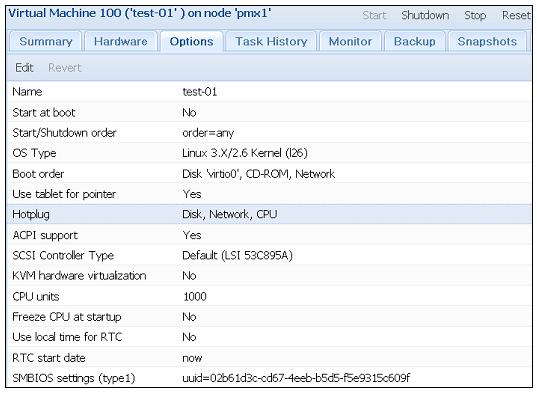 Virtual Machine 100 ('test-01' ) on node 'pmx1' Start Shutdown Stop Reset
Summary Hardware Options Task History Monitor Backup Snapshots
Edit Revert
Name test-01
Start at boot No
Start/Shutdown order order=any
OS Type Linux 3.X/2.6 Kernel (l26)
Boot order Disk 'virtio0', CD-ROM, Network
Use tablet for pointer Yes
Hotplug Disk, Network, CPU
ACPI support Yes
SCSI Controller Type Default (LSI 53C895A)
KVM hardware virtualization No
CPU units 1000
Freeze CPU at startup No
Use local time for RTC No
RTC start date now
SMBIOS settings (type1) uuid=02b61d3c-cd67-4eeb-b5d5-f5e9315c609f